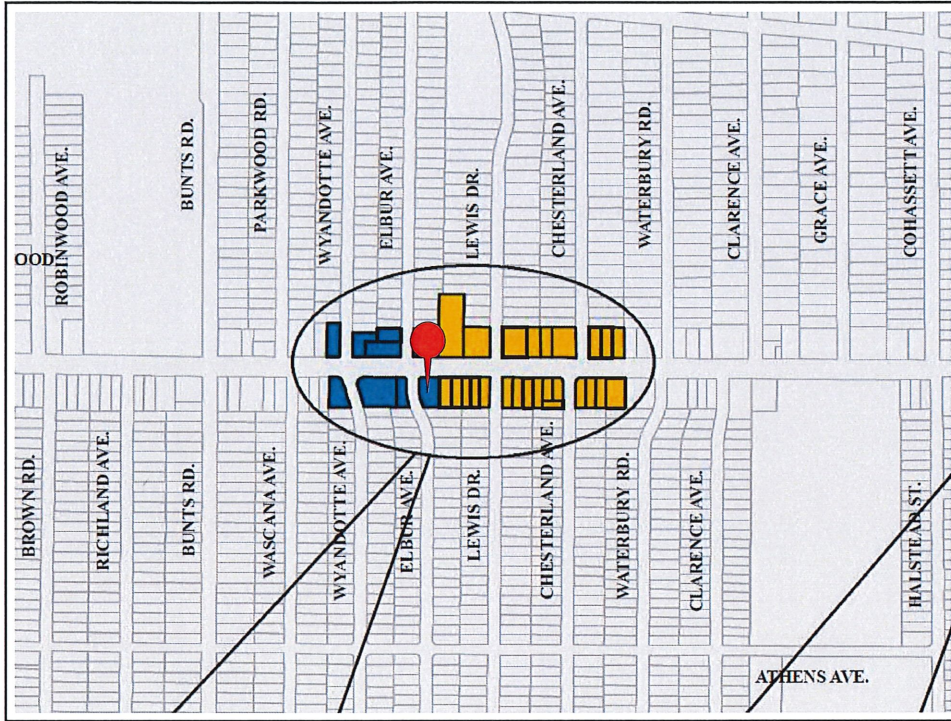 ROBINWOOD AVE.
BUNTS RD.
PARKWOOD RD.
WYANDOTTE AVE.
ELBUR AVE.
LEWIS DR.
CHESTERLAND AVE.
WATERBURY RD.
CLARENCE AVE.
GRACE AVE.
COHASSETT AVE.
OOD
BROWN RD.
RICHLAND AVE.
BUNTS RD.
WASCANA AVE.
WYANDOTTE AVE.
ELBUR AVE.
LEWIS DR.
CHESTERLAND AVE.
WATERBURY RD.
CLARENCE AVE.
HALSTEAD ST.
ATHENS AVE.